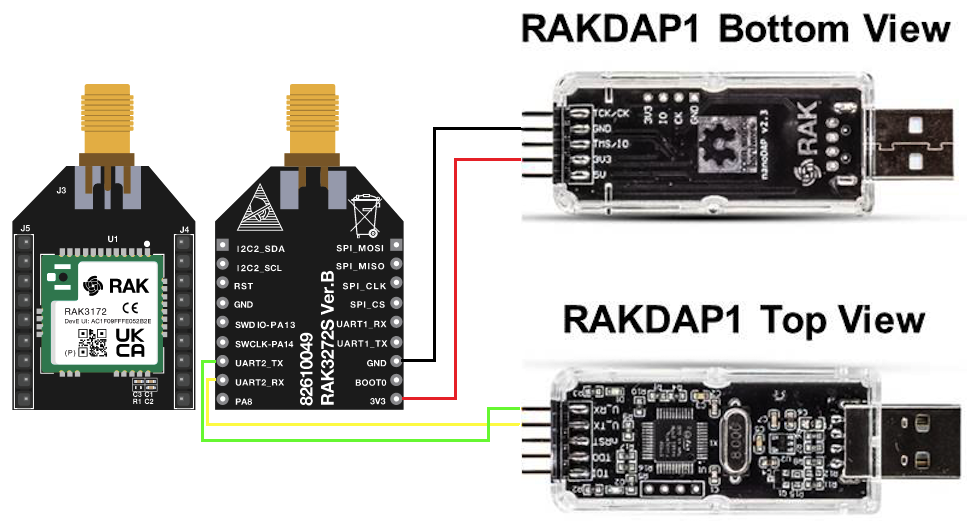 RAKDAP1 Bottom View
TCK/CK
GND
TMS/IO
3V3
5V
3V3
IO
CK
GND
nanoDAP v2.3
RAK
J3
J5
U1
J4
RAK
RAK3172
DevE UI: AC1F09FFFE052B2E
CE
(P)
UK
CA
C3 C1
R1 C2
I2C2_SDA
I2C2_SCL
RST
GND
SWDIO-PA13
SWCLK-PA14
UART2_TX
UART2_RX
PA8
82610049
RAK3272S Ver.B
SPI_MOSI
SPI_MISO
SPI_CLK
SPI_CS
UART1_RX
UART1_TX
GND
BOOT0
3V3
RAKDAP1 Top View
U_RX
U_TX
nRST
TDO
TDI
8.000